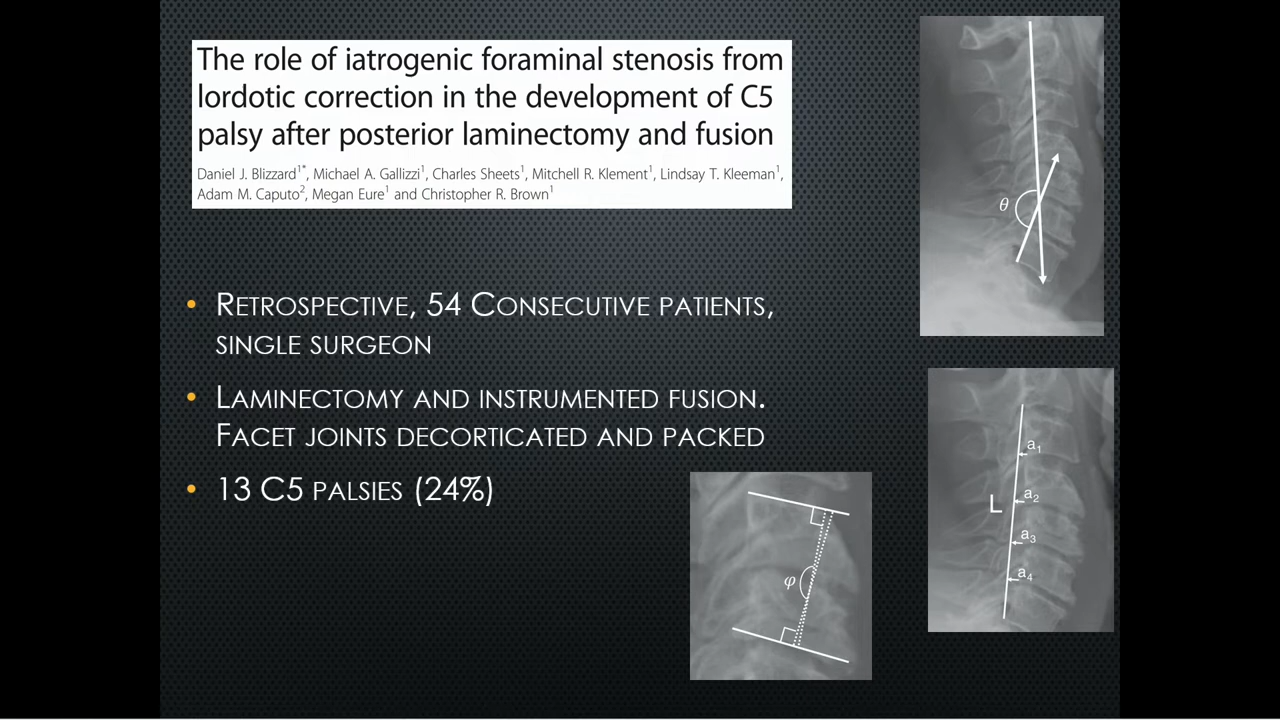 The role of iatrogenic foraminal stenosis from
lordotic correction in the development of C5
palsy after posterior laminectomy and fusion
Daniel J. Blizzard1*, Michael A. Gallizzi1, Charles Sheets1, Mitchell R. Klement1, Lindsay T. Kleeman1,
Adam M. Caputo2, Megan Eure1 and Christopher R. Brown1
• Retrospective, 54 Consecutive patients,
single surgeon
• Laminectomy and instrumented fusion.
Facet joints decorticated and packed
• 13 C5 palsies (24%)
θ
L
a1
a2
a3
a4
φ